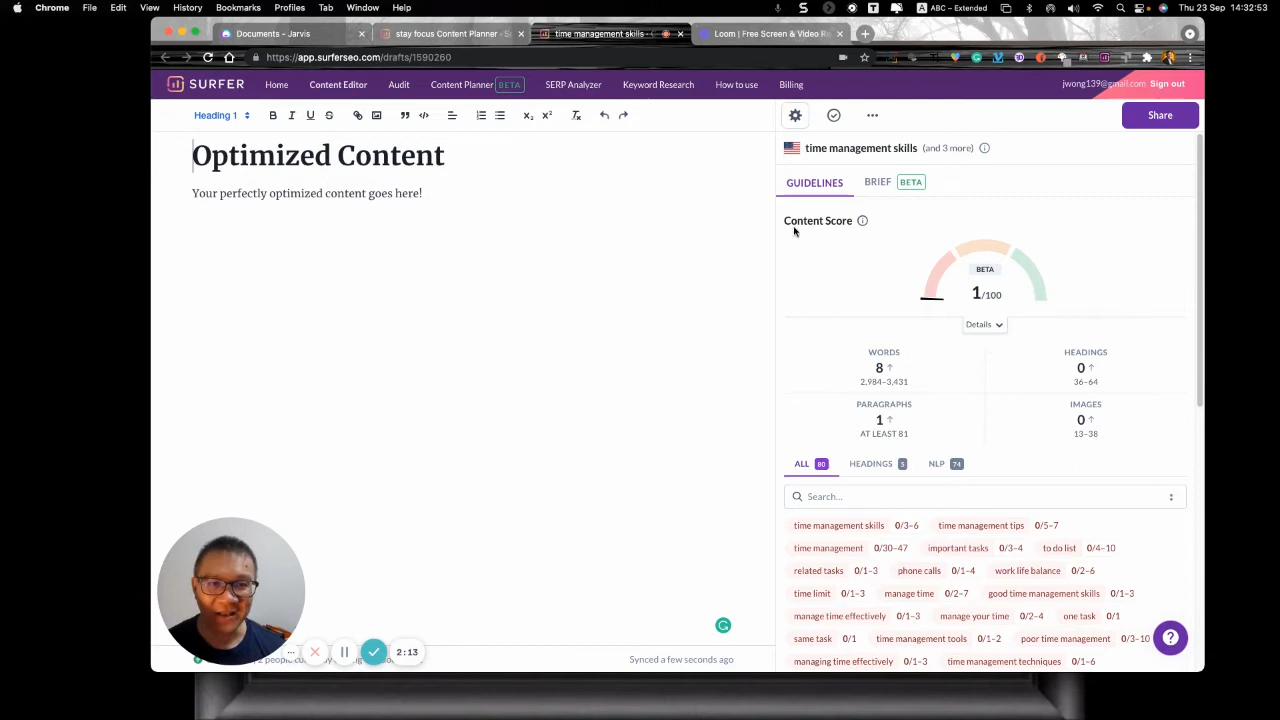 Chrome File Edit View History Bookmarks Profiles Tab Window Help
ABC – Extended Thu 23 Sep 14:32:53
Documents - Jarvis
stay focus Content Planner - S
time management skills -
Loom | Free Screen & Video R
https://app.surferseo.com/drafts/1590260
SURFER
Home Content Editor Audit Content Planner BETA SERP Analyzer Keyword Research How to use Billing
jwong139@gmail.com Sign out
Heading 1
Share
Optimized Content
Your perfectly optimized content goes here!
time management skills (and 3 more)
GUIDELINES BRIEF BETA
Content Score
BETA
1/100
Details
WORDS HEADINGS
8 0
2,984–3,431 36–64
PARAGRAPHS IMAGES
1 0
AT LEAST 81 13–38
ALL 80 HEADINGS 5 NLP 74
Search...
time management skills 0/3–6 time management tips 0/5–7
time management 0/30–47 important tasks 0/3–4 to do list 0/4–10
related tasks 0/1–3 phone calls 0/1–4 work life balance 0/2–6
time limit 0/1–3 manage time 0/2–7 good time management skills 0/1–3
manage time effectively 0/1–3 manage your time 0/2–4 one task 0/1
same task 0/1 time management tools 0/1–2 poor time management 0/3–10
managing time effectively 0/1–3 time management techniques 0/1–6
2:13
Synced a few seconds ago